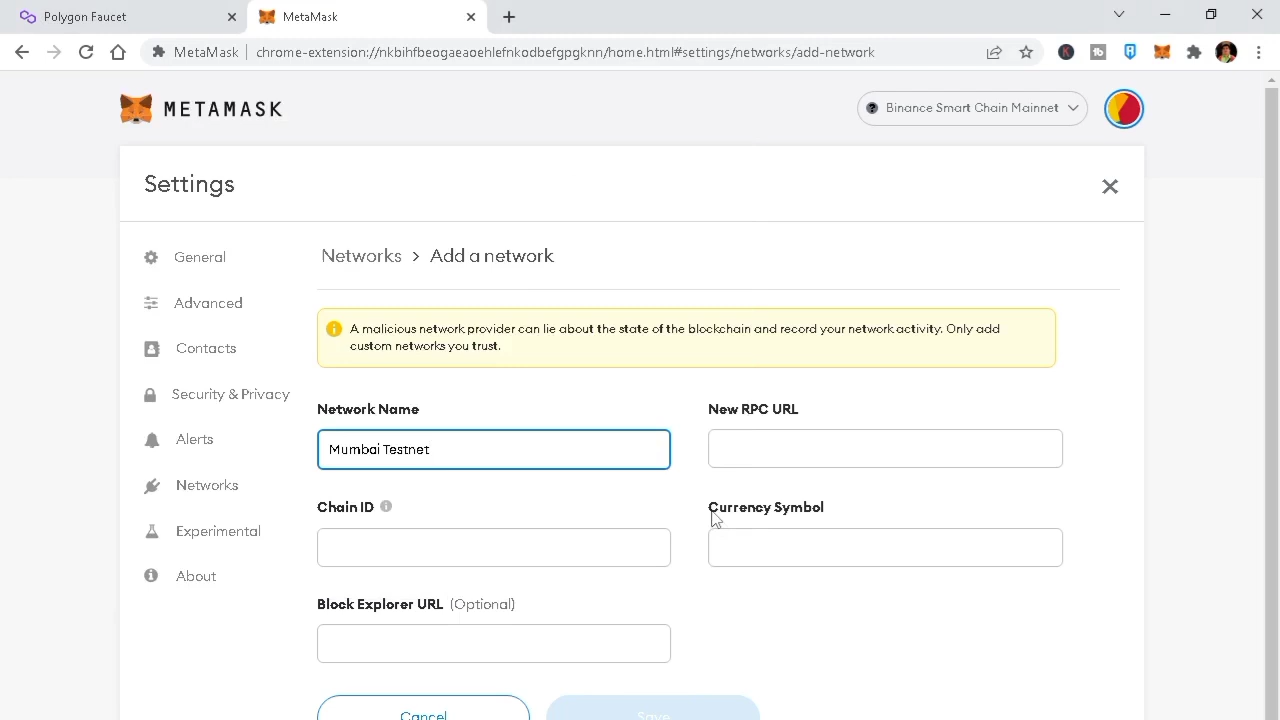 Polygon Faucet
MetaMask
MetaMask
chrome-extension://nkbihfbeogaeaoehlefnkodbefgpgknn/home.html#settings/networks/add-network
METAMASK
Binance Smart Chain Mainnet
Settings
General
Advanced
Contacts
Security & Privacy
Alerts
Networks
Experimental
About
Networks > Add a network
A malicious network provider can lie about the state of the blockchain and record your network activity. Only add
custom networks you trust.
Network Name
New RPC URL
Mumbai Testnet
Chain ID
Currency Symbol
Block Explorer URL (Optional)
Cancel
Save